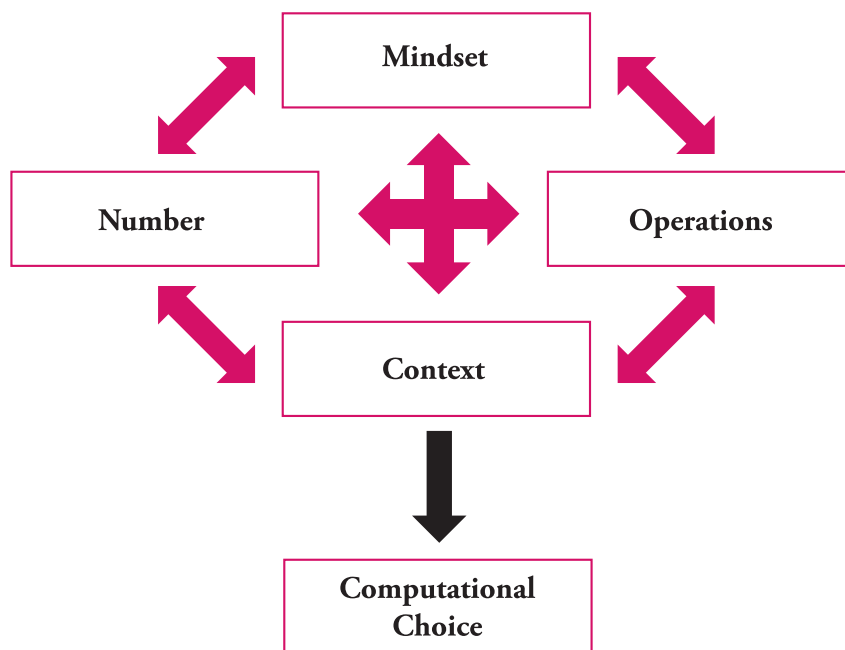 Mindset
Number
Operations
Context
Computational
Choice